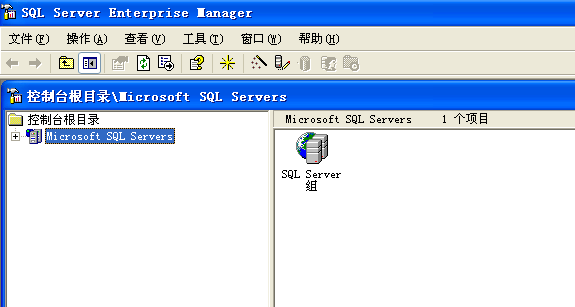 SQL Server Enterprise Manager
文件(F) 操作(A) 查看(V) 工具(T) 窗口(W) 帮助(H)
控制台根目录\Microsoft SQL Servers
控制台根目录
Microsoft SQL Servers
Microsoft SQL Servers 1 个项目
SQL Server
组